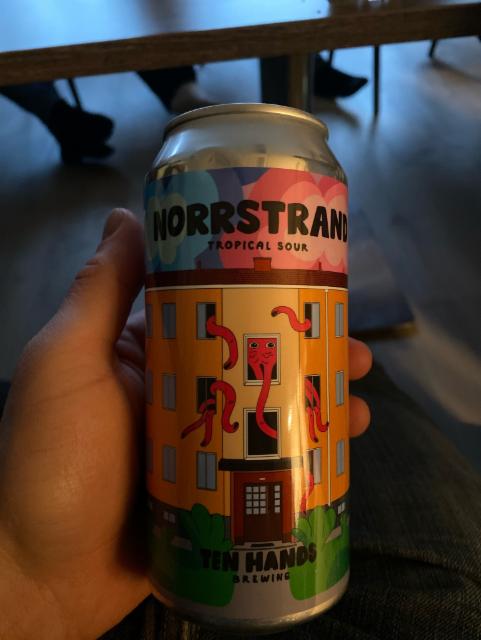 NORRSTRAND
TROPICAL SOUR
TEN HANDS
BREWING